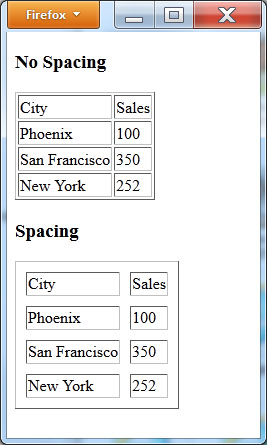 Firefox
No Spacing
City Sales
Phoenix 100
San Francisco 350
New York 252
Spacing
City Sales
Phoenix 100
San Francisco 350
New York 252